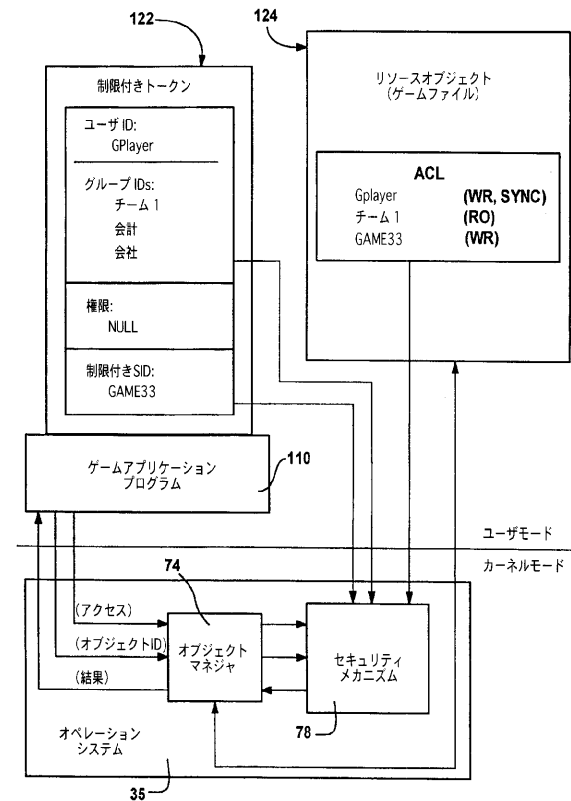 122
124
制限付きトークン
ユーザ ID:
GPlayer
グループ IDs:
チーム 1
会計
会社
権限:
NULL
制限付きSID:
GAME33
リソースオブジェクト
(ゲームファイル)
ACL
Gplayer (WR, SYNC)
チーム 1 (RO)
GAME33 (WR)
ゲームアプリケーション
プログラム
110
ユーザモード
カーネルモード
74
(アクセス)
(オブジェクトID)
(結果)
オブジェクト
マネジャ
セキュリティ
メカニズム
78
オペレーション
システム
35